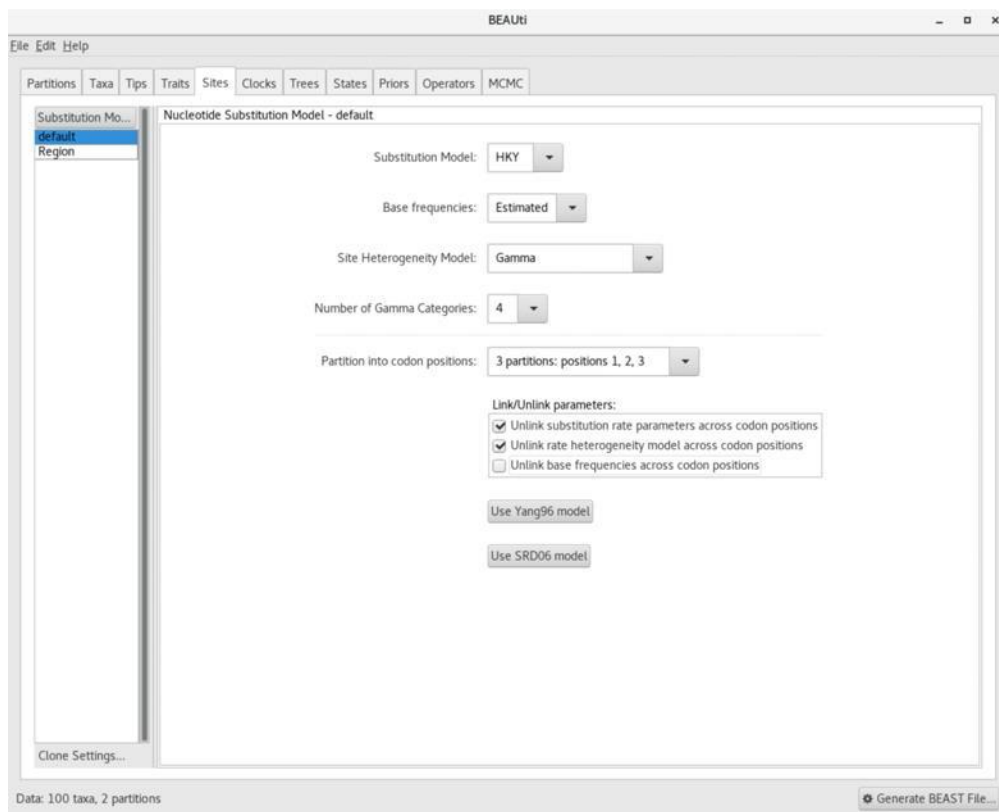 BEAUti
File Edit Help
Partitions Taxa Tips Traits Sites Clocks Trees States Priors Operators MCMC
Substitution Mo...
default
Region
Nucleotide Substitution Model - default
Substitution Model: HKY
Base frequencies: Estimated
Site Heterogeneity Model: Gamma
Number of Gamma Categories: 4
Partition into codon positions: 3 partitions: positions 1, 2, 3
Link/Unlink parameters:
Unlink substitution rate parameters across codon positions
Unlink rate heterogeneity model across codon positions
Unlink base frequencies across codon positions
Use Yang96 model
Use SRD06 model
Clone Settings...
Data: 100 taxa, 2 partitions
Generate BEAST File...